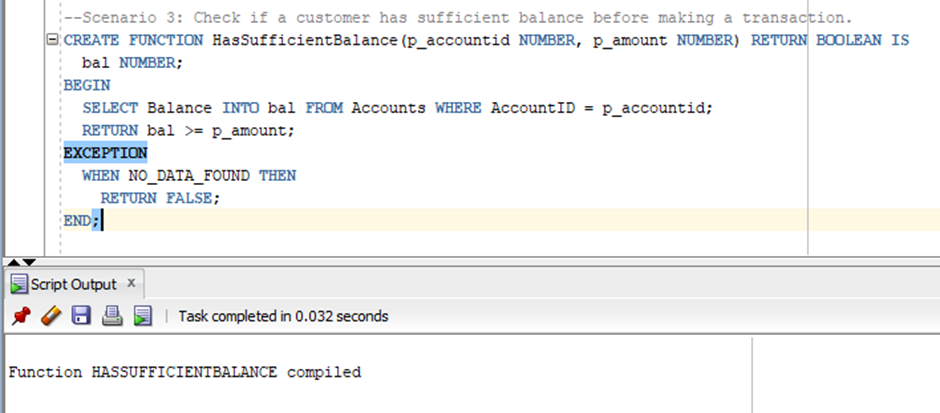 --Scenario 3: Check if a customer has sufficient balance before making a transaction.
CREATE FUNCTION HasSufficientBalance(p_accountid NUMBER, p_amount NUMBER) RETURN BOOLEAN IS
  bal NUMBER;
BEGIN
  SELECT Balance INTO bal FROM Accounts WHERE AccountID = p_accountid;
  RETURN bal >= p_amount;
EXCEPTION
  WHEN NO_DATA_FOUND THEN
    RETURN FALSE;
END;
Script Output x
Task completed in 0.032 seconds
Function HASSUFFICIENTBALANCE compiled